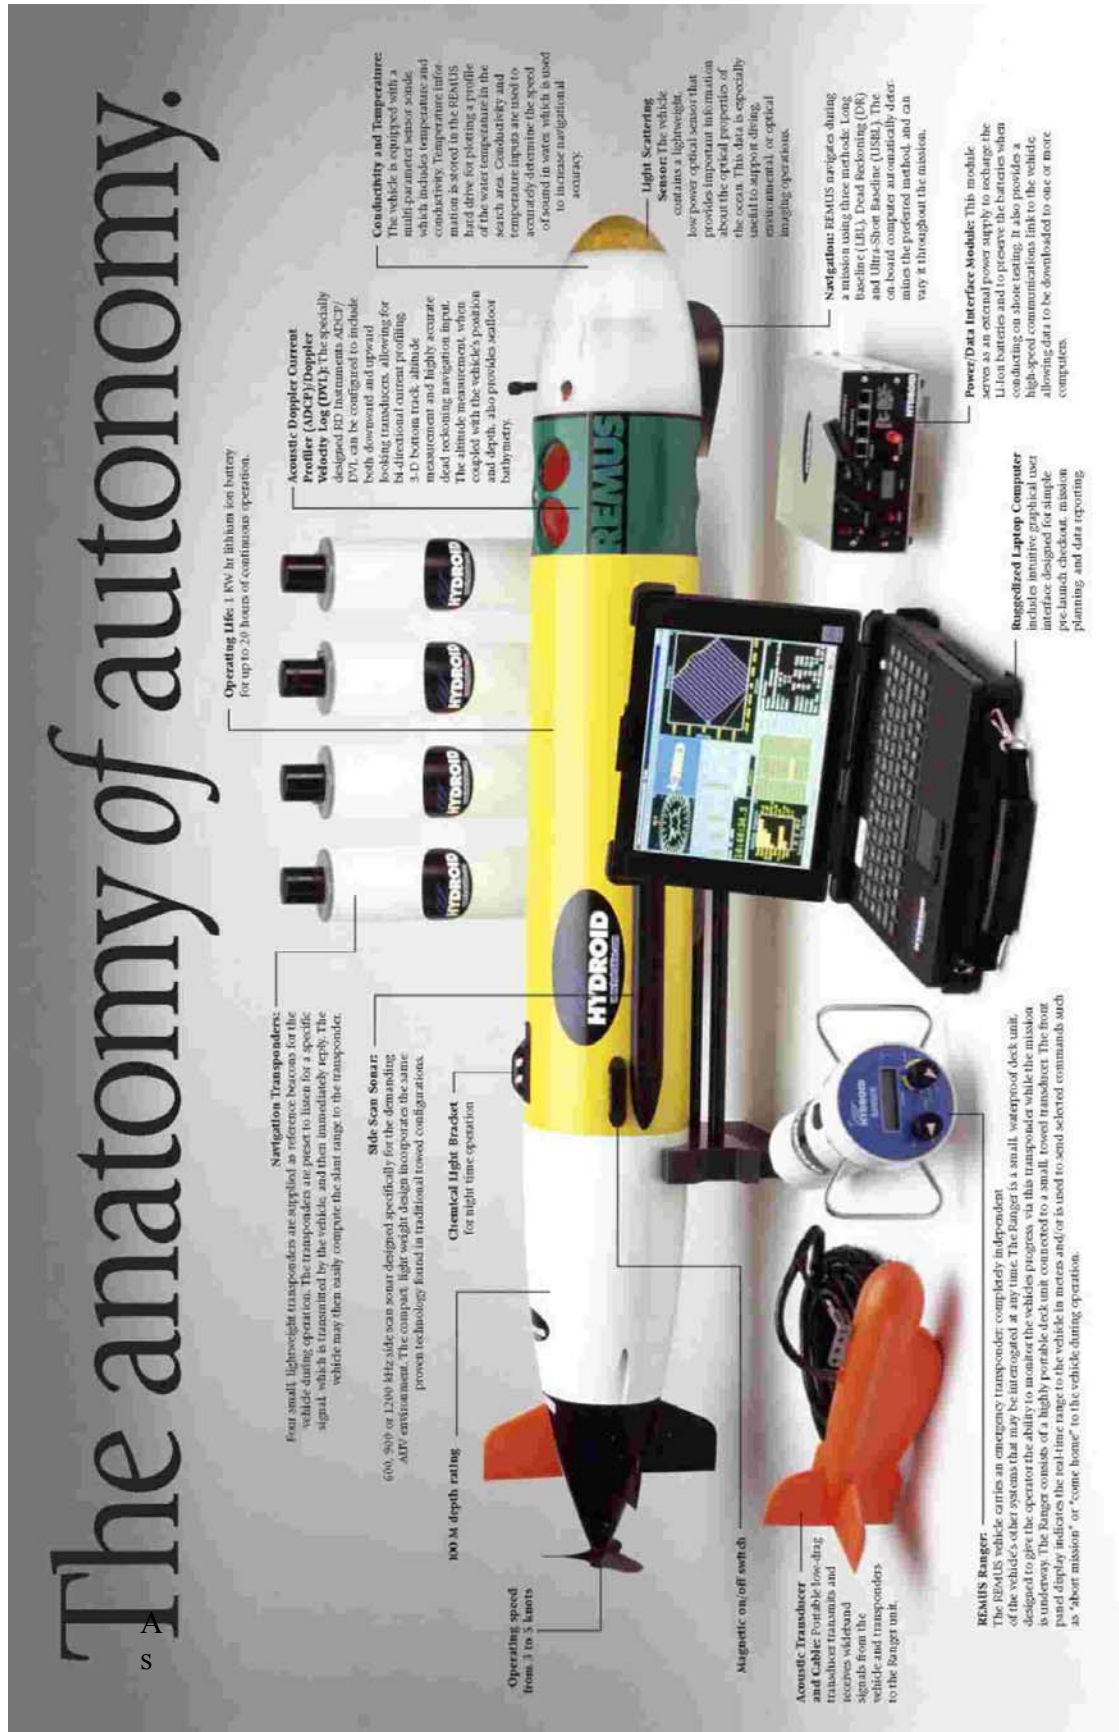 The anatomy of autonomy.
A
s
Navigation Transponders:
Four small, lightweight transponders are supplied as reference beacons for the
vehicle during operation. The transponders are preset to listen for a specific
signal, which is transmitted by the vehicle, and then immediately reply. The
vehicle may then easily compute the slant range to the transponder.
Operating Life: 1 KW hr lithium ion battery
for up to 20 hours of continuous operation.
Acoustic Doppler Current
Profiler (ADCP)/Doppler
Velocity Log (DVL): The specially
designed RD Instruments ADCP/
DVL can be configured to include
both downward and upward
looking transducers, allowing for
bi-directional current profiling,
3-D bottom track, altitude
measurement and highly accurate
dead reckoning navigation input.
The altitude measurement, when
coupled with the vehicle's position
and depth, also provides seafloor
bathymetry.
Conductivity and Temperature:
The vehicle is equipped with a
multi-parameter sensor sonde,
which includes temperature and
conductivity. Temperature infor-
mation is stored in the REMUS
hard drive for plotting a profile
of the water temperature in the
search area. Conductivity and
temperature inputs are used to
accurately determine the speed
of sound in water, which is used
to increase navigational
accuracy.
Side Scan Sonar:
600, 900 or 1200 kHz side scan sonar designed specifically for the demanding
AUV environment. The compact, light weight design incorporates the same
proven technology found in traditional towed configurations.
Chemical Light Bracket
for night time operation
100 M depth rating
Operating speed
from 3 to 5 knots
HYDROID
HYDROID
HYDROID
HYDROID
HYDROID
REMUS
Light Scattering
Sensor: The vehicle
contains a lightweight,
low power optical sensor that
provides important information
about the optical properties of
the ocean. This data is especially
useful to support diving,
environmental, or optical
imaging operations.
Magnetic on/off switch
Acoustic Transducer
and Cable: Portable low-drag
transducer transmits and
receives wideband
signals from the
vehicle and transponders
to the Ranger unit.
HYDROID
HYDROID
Navigation: REMUS navigates during
a mission using three methods: Long
Baseline (LBL), Dead Reckoning (DR)
and Ultra-Short Baseline (USBL). The
on-board computer automatically deter-
mines the preferred method, and can
vary it throughout the mission.
Power/Data Interface Module: This module
serves as an external power supply to recharge the
Li-Ion batteries and to preserve the batteries when
conducting on shore testing. It also provides a
high-speed communications link to the vehicle,
allowing data to be downloaded to one or more
computers.
Ruggedized Laptop Computer
includes intuitive graphical user
interface designed for simple
pre-launch checkout, mission
planning, and data reporting.
REMUS Ranger:
The REMUS vehicle carries an emergency transponder, completely independent
of the vehicle's other systems that may be interrogated at any time. The Ranger is a small, waterproof deck unit,
designed to give the operator the ability to monitor the vehicles progress via this transponder while the mission
is underway. The Ranger consists of a highly portable deck unit connected to a small, towed transducer. The front
panel display indicates the real-time range to the vehicle in meters and/or is used to send selected commands such
as "abort mission" or "come home" to the vehicle during operation.